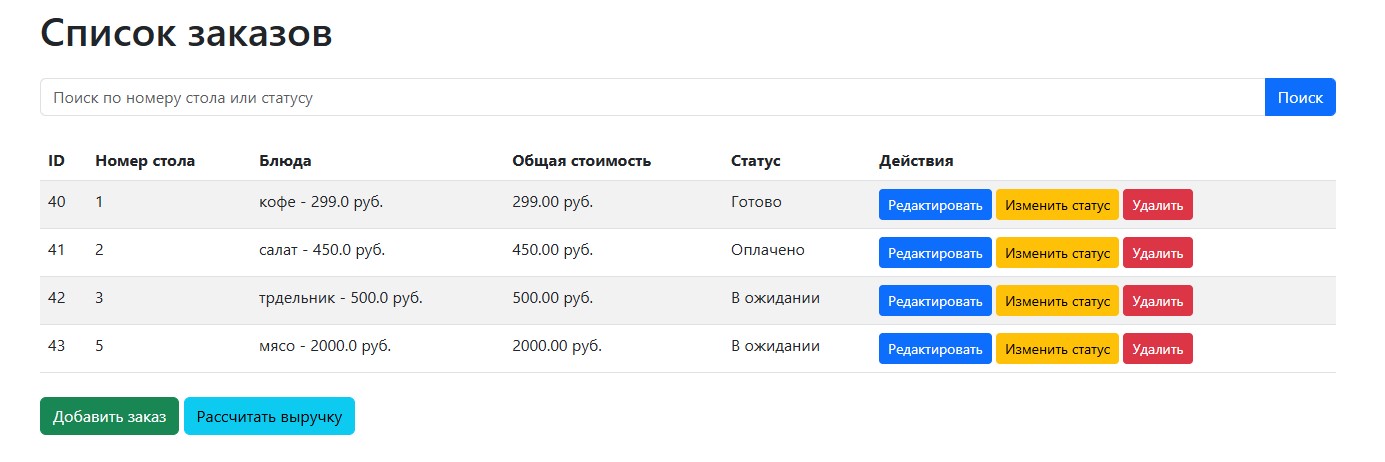 Список заказов
Поиск по номеру стола или статусу Поиск
ID Номер стола Блюда Общая стоимость Статус Действия
40 1 кофе - 299.0 руб. 299.00 руб. Готово Редактировать Изменить статус Удалить
41 2 салат - 450.0 руб. 450.00 руб. Оплачено Редактировать Изменить статус Удалить
42 3 трдельник - 500.0 руб. 500.00 руб. В ожидании Редактировать Изменить статус Удалить
43 5 мясо - 2000.0 руб. 2000.00 руб. В ожидании Редактировать Изменить статус Удалить
Добавить заказ Рассчитать выручку